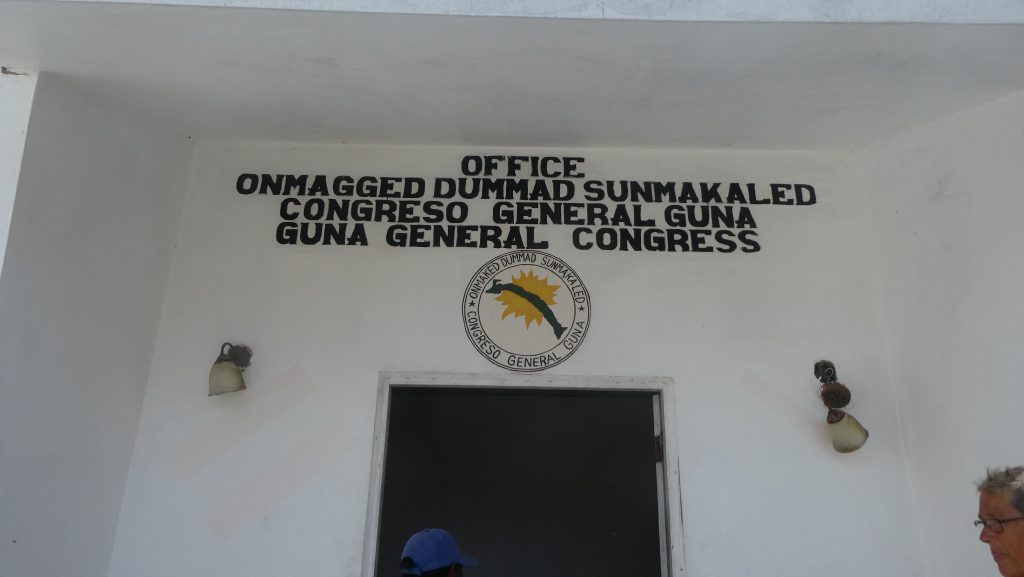 OFFICE
ONMAGGED DUMMAD SUNMAKALED
CONGRESO GENERAL GUNA
GUNA GENERAL CONGRESS
ONMAKED DUMMAD SUNMAKALED
CONGRESO GENERAL GUNA